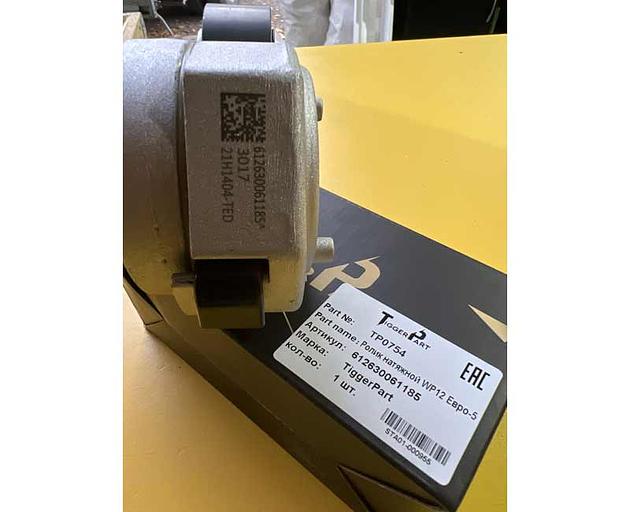 612630061185^
3017
21H1404-TED
TIGGERPART
EAC
Part №: TP0754
Part name: Ролик натяжной WP12 Евро-5
Артикул: 612630061185
Марка: TiggerPart
кол-во: 1 шт.
STA01-000955